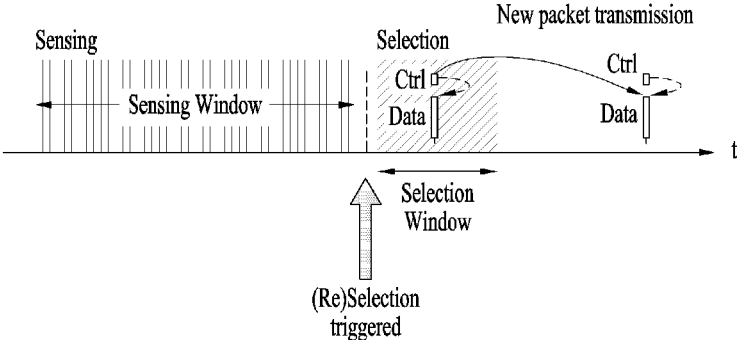 New packet transmission
Sensing
Selection
Ctrl
Ctrl
Sensing Window
Data
Data
t
Selection
Window
(Re)Selection
triggered